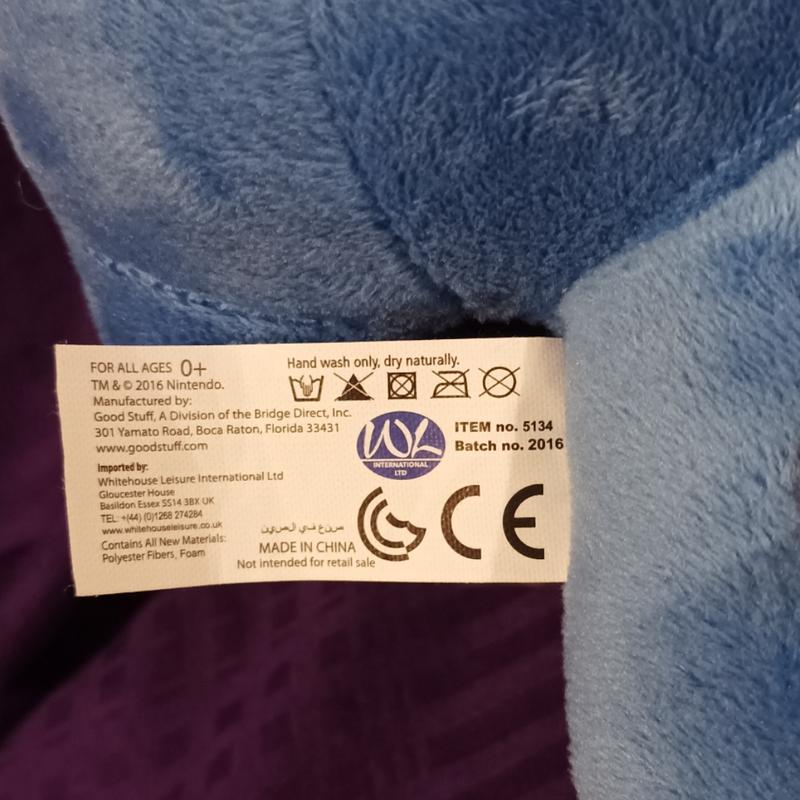 FOR ALL AGES 0+
TM & © 2016 Nintendo.
Manufactured by:
Good Stuff, A Division of the Bridge Direct, Inc.
301 Yamato Road, Boca Raton, Florida 33431
www.goodstuff.com
Imported by:
Whitehouse Leisure International Ltd
Gloucester House
Basildon Essex SS14 3BX UK
TEL: +(44) (0)1268 274284
www.whitehouseleisure.co.uk
Contains All New Materials:
Polyester Fibers, Foam
Hand wash only, dry naturally.
WL
INTERNATIONAL
LTD
ITEM no. 5134
Batch no. 2016
صنع في الصين
MADE IN CHINA
Not intended for retail sale
CE